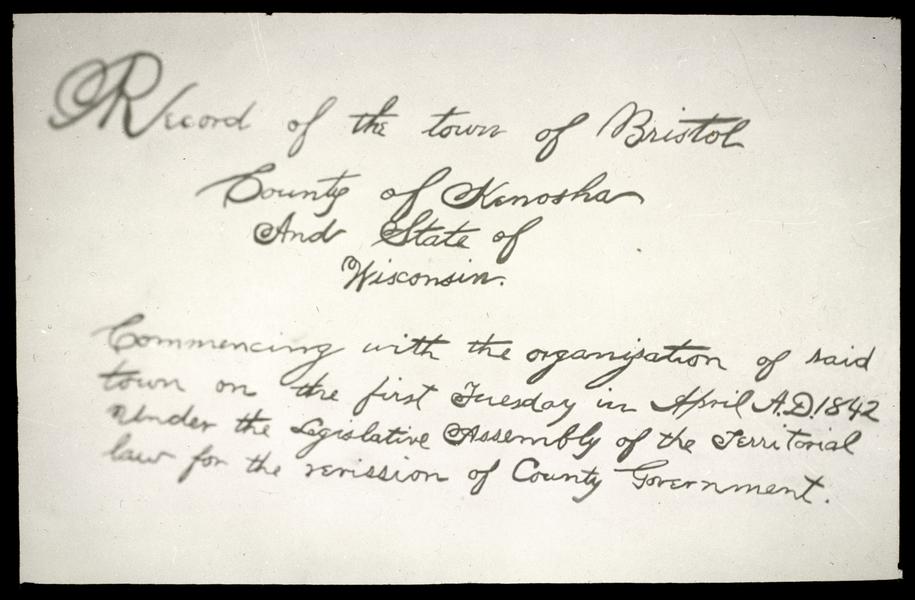 Record of the town of Bristol
County of Kenosha
And State of
Wisconsin.
Commencing with the organization of said
town on the first Tuesday in April A.D. 1842
Under the Legislative Assembly of the Territorial
law for the revission of County Government.